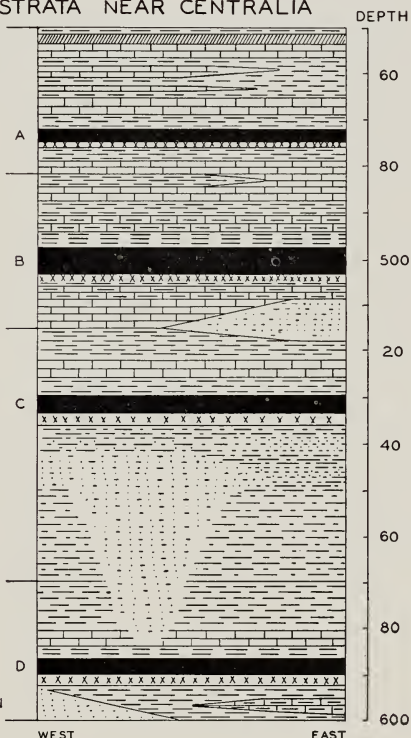 STRATA NEAR CENTRALIA
DEPTH
60
A
80
B
500
20
C
40
60
80
D
N
600
WEST
EAST